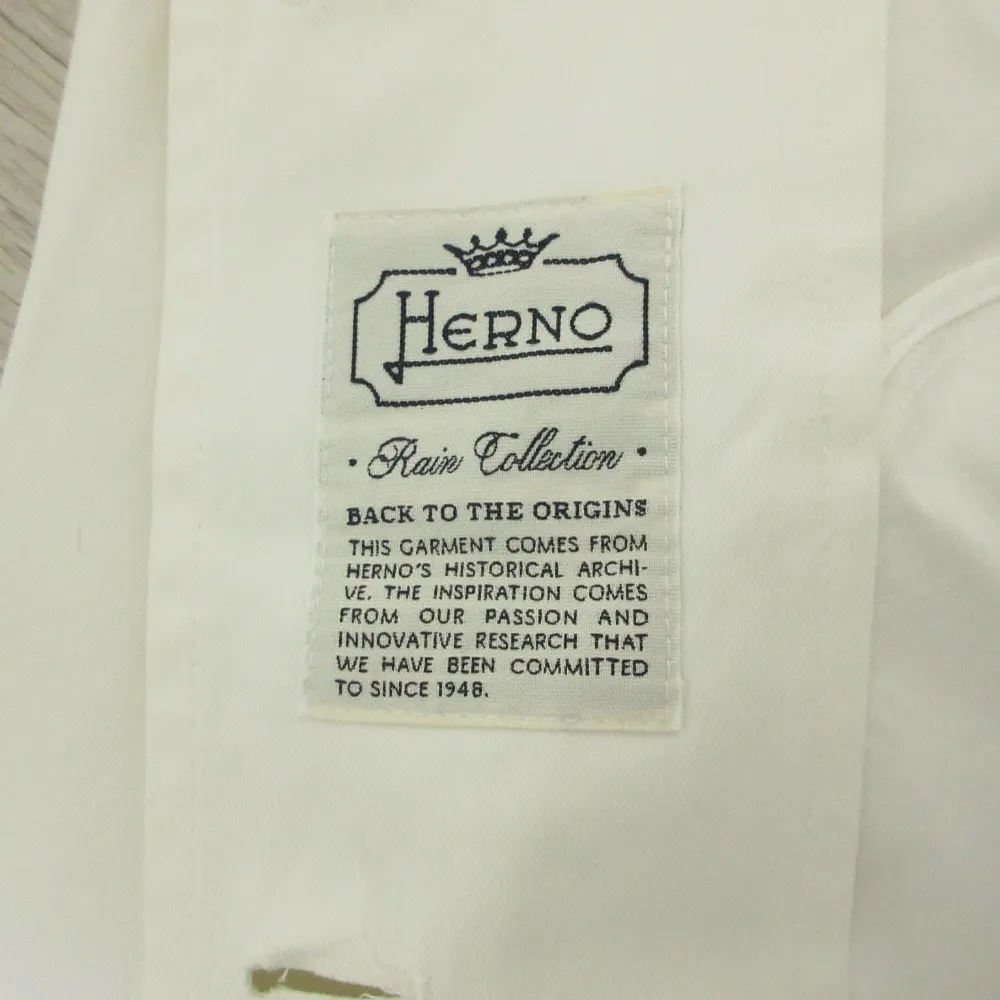 HERNO
· Rain Collection ·
BACK TO THE ORIGINS
THIS GARMENT COMES FROM
HERNO'S HISTORICAL ARCHI-
VE. THE INSPIRATION COMES
FROM OUR PASSION AND
INNOVATIVE RESEARCH THAT
WE HAVE BEEN COMMITTED
TO SINCE 1948.